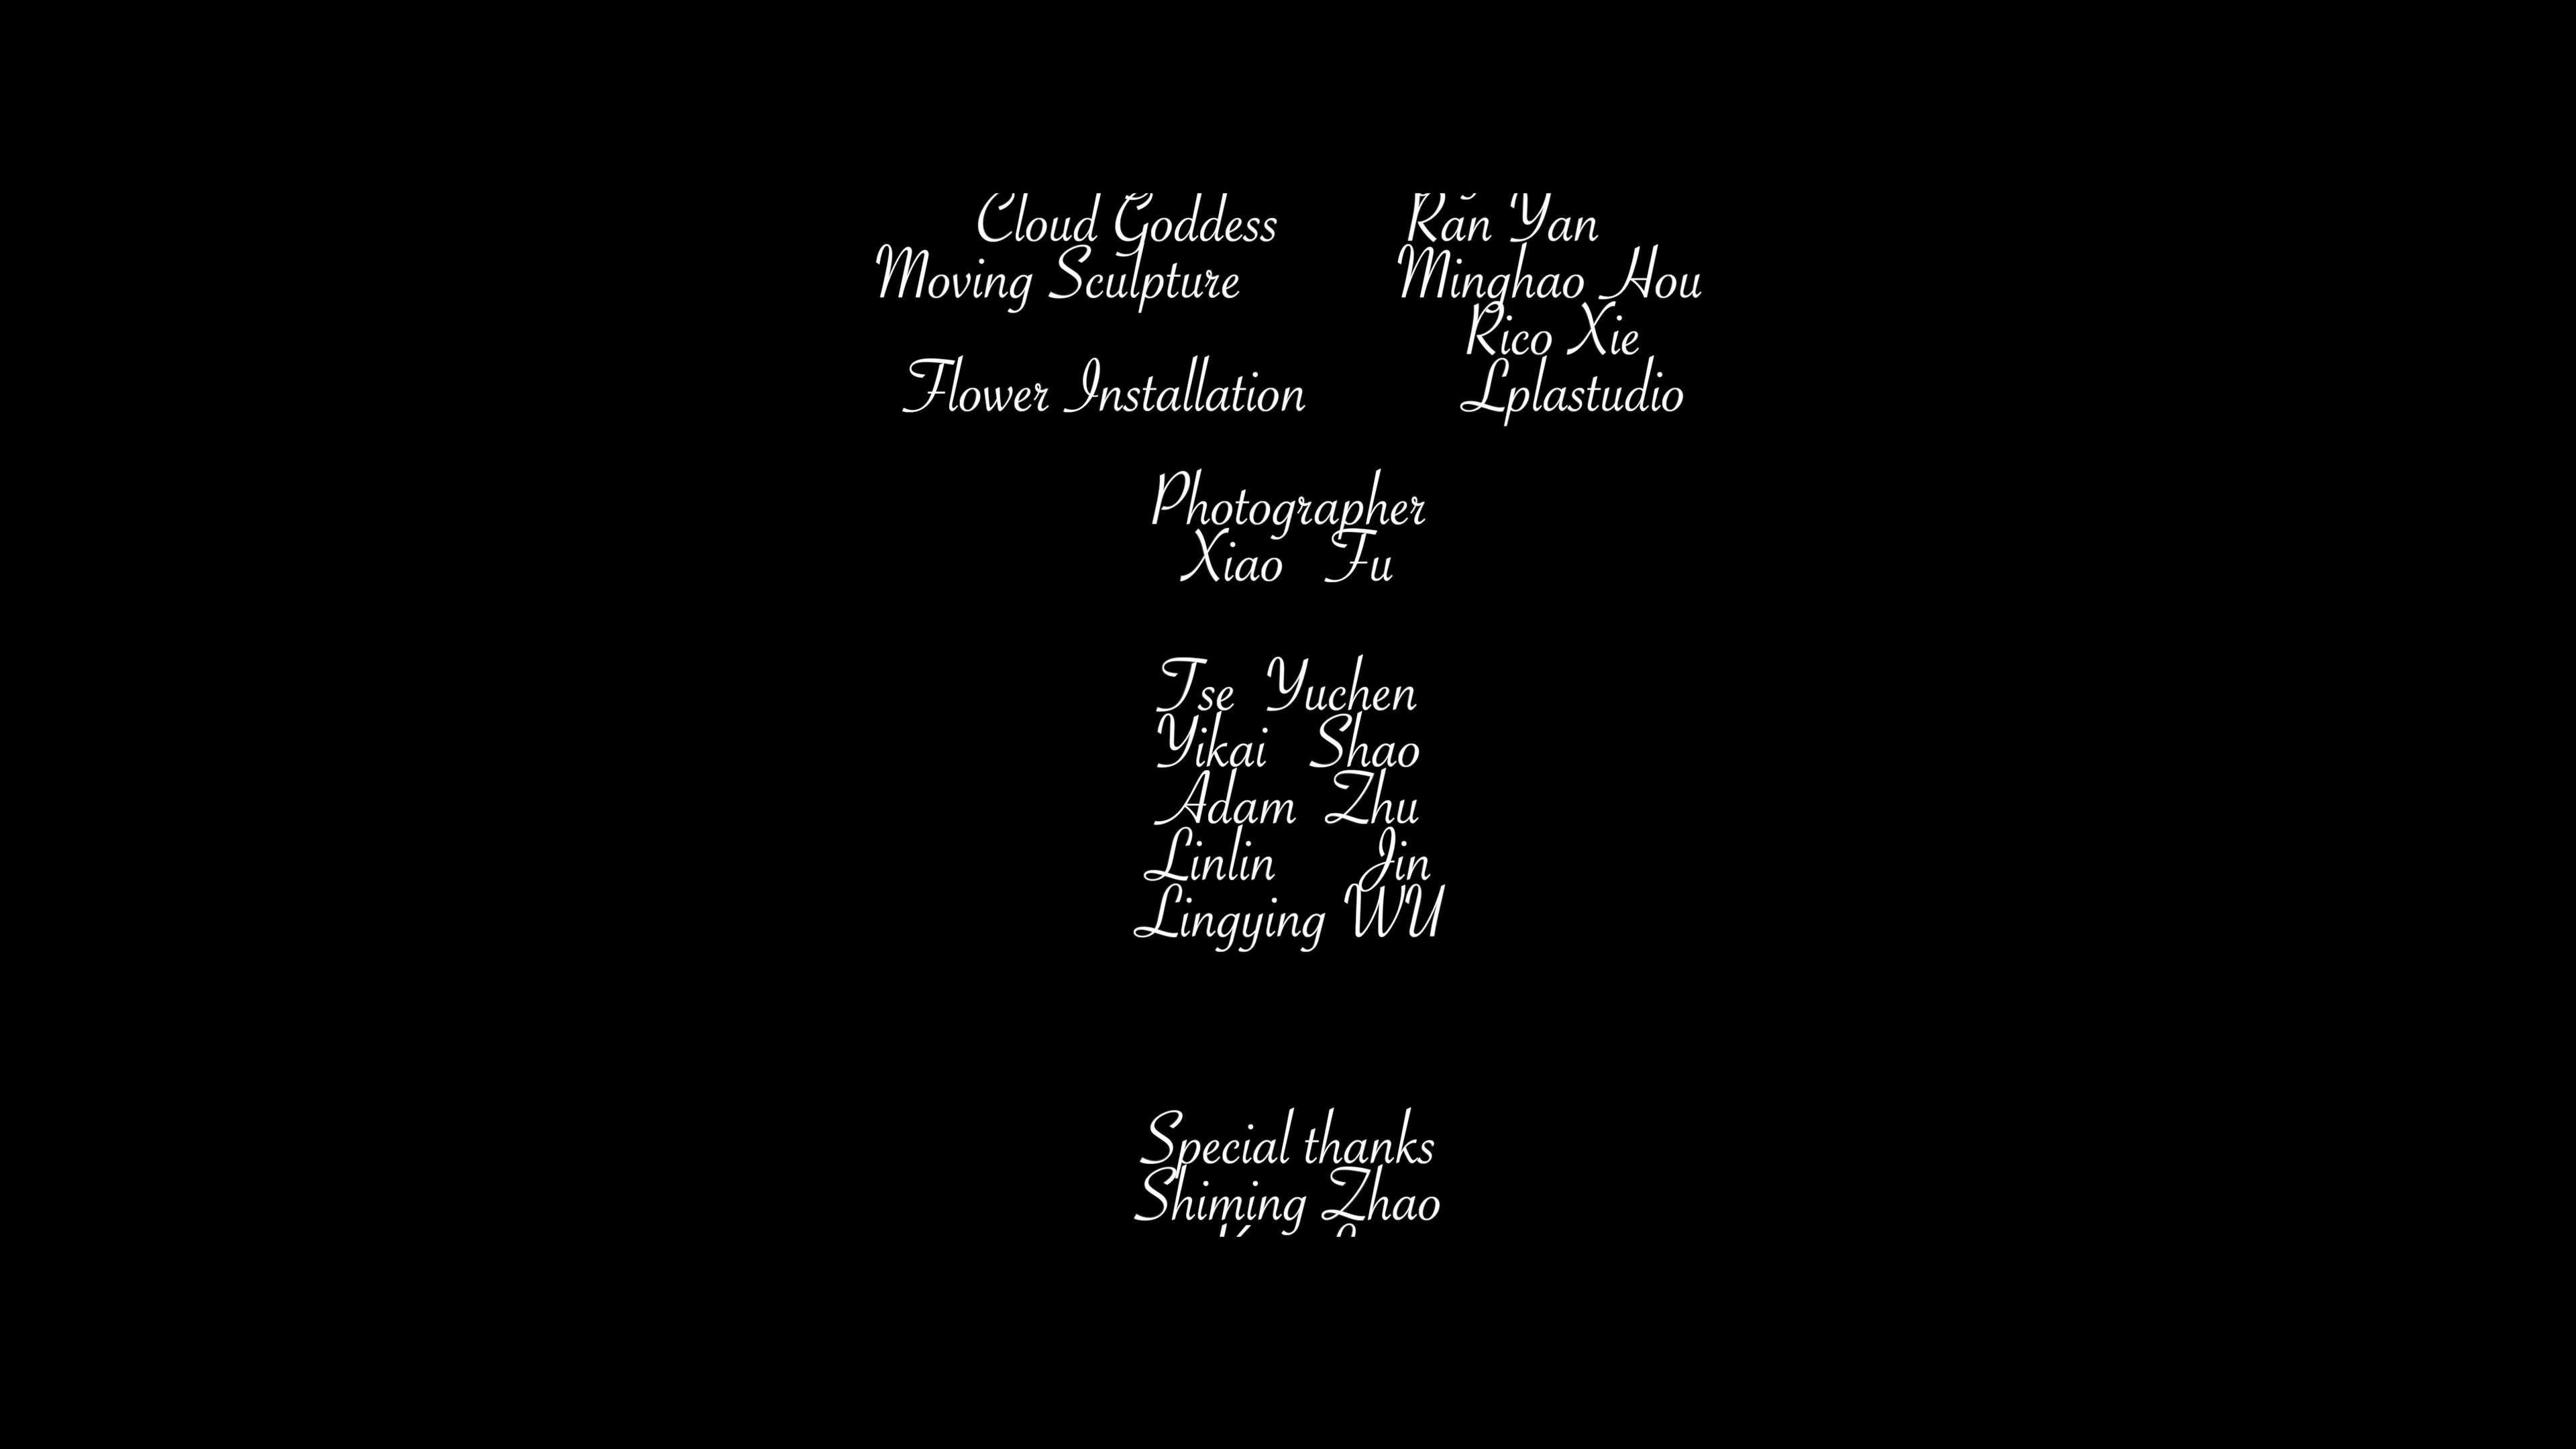 Cloud Goddess Ran Yan
Moving Sculpture Minghao Hou
Rico Xie
Flower Installation Lplastudio
Photographer
Xiao Fu
Tse Yuchen
Yikai Shao
Adam Zhu
Linlin Jin
Lingying WU
Special thanks
Shiming Zhao